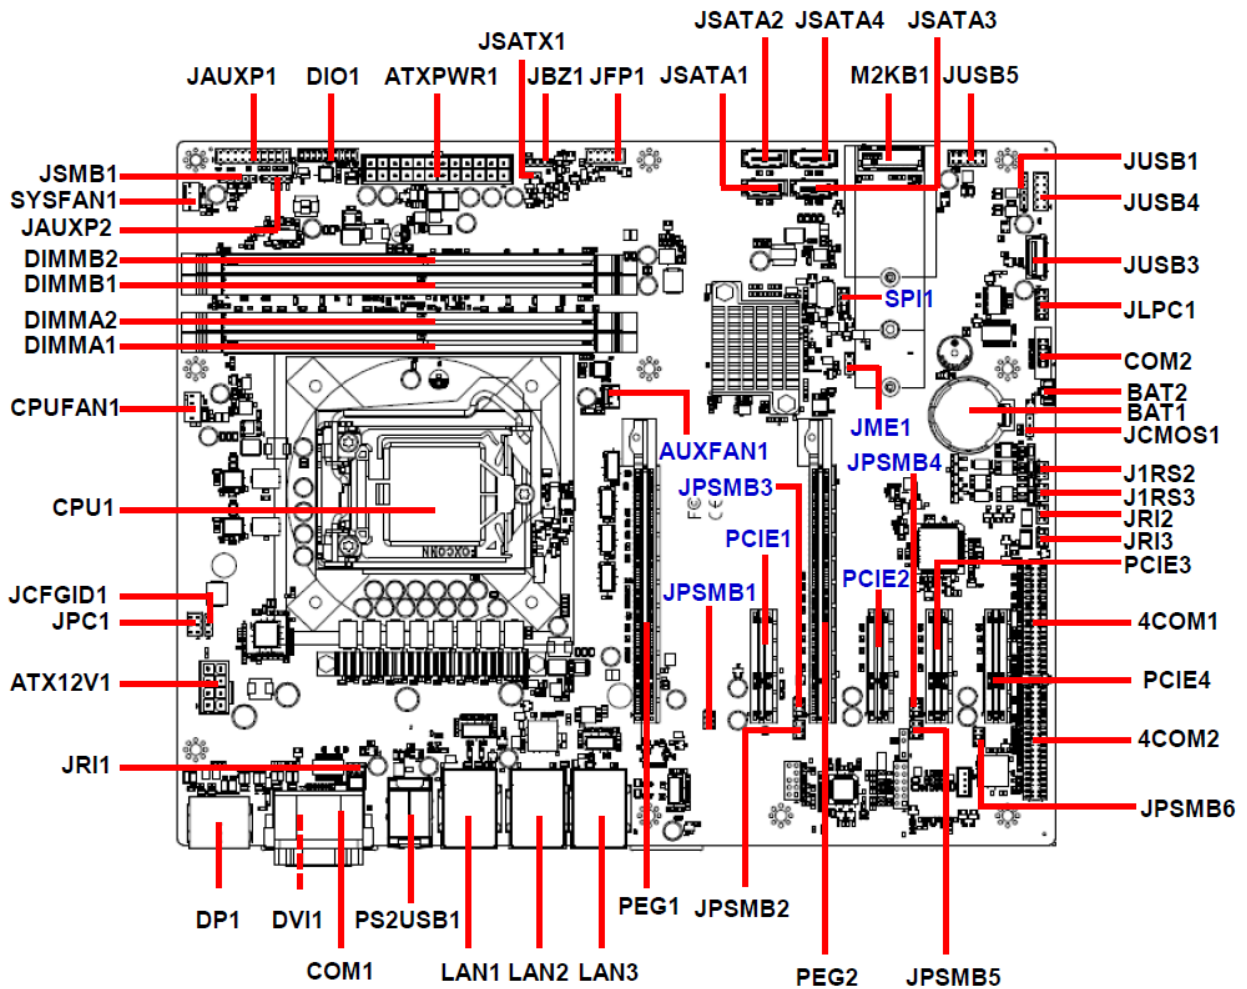 JSATA2 JSATA4 JSATA3
JSATX1
JAUXP1 DIO1 ATXPWR1 JBZ1 JFP1 JSATA1 M2KB1 JUSB5
JSMB1 JUSB1
SYSFAN1 JUSB4
JAUXP2
DIMMB2 JUSB3
DIMMB1
SPI1
JLPC1
DIMMA2
DIMMA1
COM2
BAT2
CPUFAN1 BAT1
JME1 JCMOS1
AUXFAN1 JPSMB4
J1RS2
JPSMB3 J1RS3
CPU1
JRI2
PCIE1 JRI3
FOXCONN
PCIE3
PCIE2
JCFGID1 JPSMB1
JPC1 4COM1
ATX12V1 PCIE4
4COM2
JRI1
JPSMB6
PEG1 JPSMB2
DP1 DVI1 PS2USB1
COM1 LAN1 LAN2 LAN3 PEG2 JPSMB5